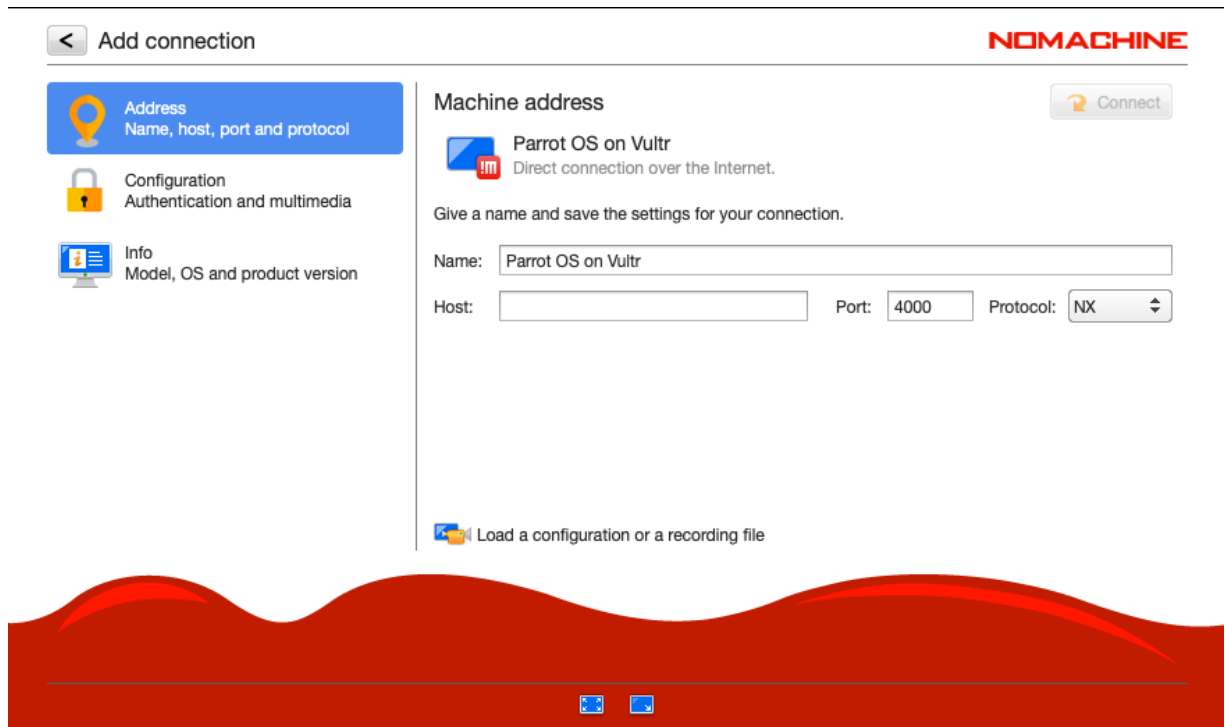 < Add connection
NOMACHINE
Address
Name, host, port and protocol
Configuration
Authentication and multimedia
Info
Model, OS and product version
Machine address
Connect
Parrot OS on Vultr
!M
Direct connection over the Internet.
Give a name and save the settings for your connection.
Name: Parrot OS on Vultr
Host: Port: 4000 Protocol: NX
Load a configuration or a recording file